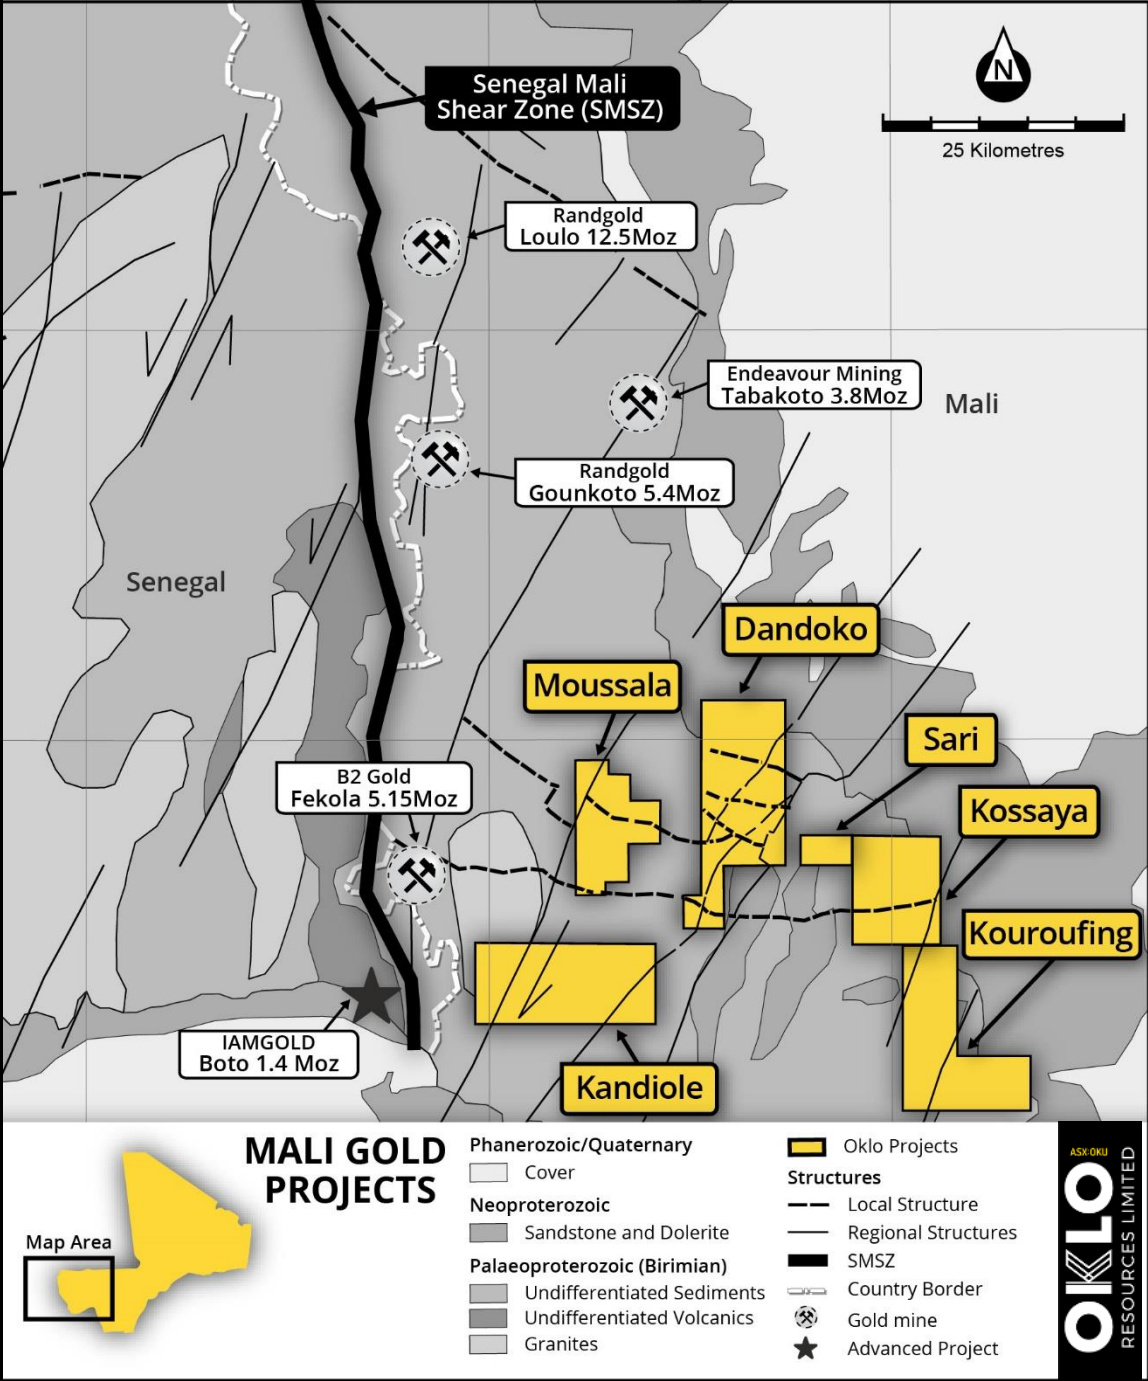 Senegal Mali
Shear Zone (SMSZ)
N
25 Kilometres
Randgold
Loulo 12.5Moz
Endeavour Mining
Tabakoto 3.8Moz
Mali
Randgold
Gounkoto 5.4Moz
Senegal
Dandoko
Moussala
Sari
B2 Gold
Fekola 5.15Moz
Kossaya
Kouroufing
IAMGOLD
Boto 1.4 Moz
Kandiole
MALI GOLD
PROJECTS
Map Area
Phanerozoic/Quaternary
Cover
Neoproterozoic
Sandstone and Dolerite
Palaeoproterozoic (Birimian)
Undifferentiated Sediments
Undifferentiated Volcanics
Granites
Oklo Projects
Structures
Local Structure
Regional Structures
SMSZ
Country Border
Gold mine
Advanced Project
ASX:OKU
OKLO
RESOURCES LIMITED